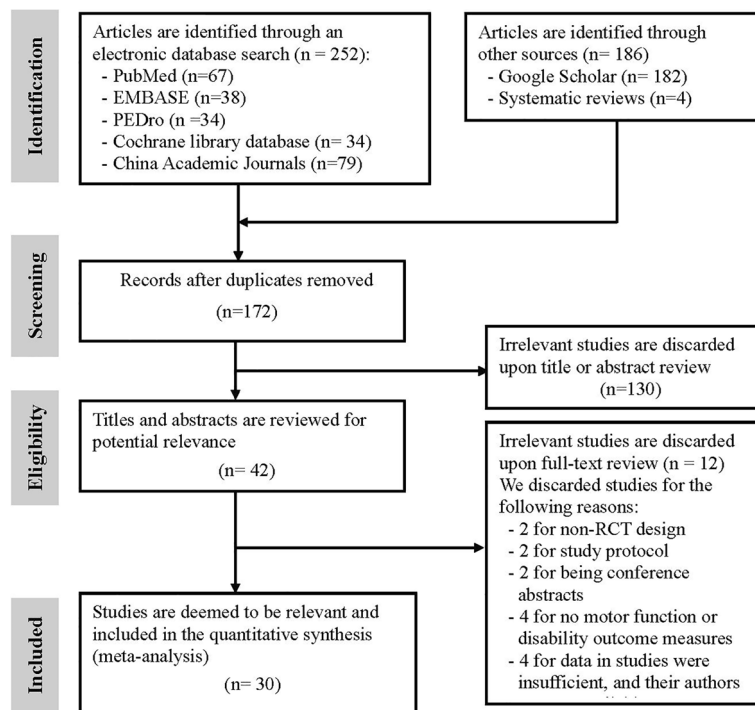 Identification
Articles are identified through an
electronic database search (n = 252):
- PubMed (n=67)
- EMBASE (n=38)
- PEDro (n=34)
- Cochrane library database (n= 34)
- China Academic Journals (n=79)
Articles are identified through
other sources (n= 186)
- Google Scholar (n= 182)
- Systematic reviews (n=4)
Screening
Records after duplicates removed
(n=172)
Irrelevant studies are discarded
upon title or abstract review
(n=130)
Eligibility
Titles and abstracts are reviewed for
potential relevance
(n= 42)
Irrelevant studies are discarded
upon full-text review (n = 12)
We discarded studies for the
following reasons:
- 2 for non-RCT design
- 2 for study protocol
- 2 for being conference
abstracts
- 4 for no motor function or
disability outcome measures
- 4 for data in studies were
insufficient, and their authors
Included
Studies are deemed to be relevant and
included in the quantitative synthesis
(meta-analysis)
(n= 30)